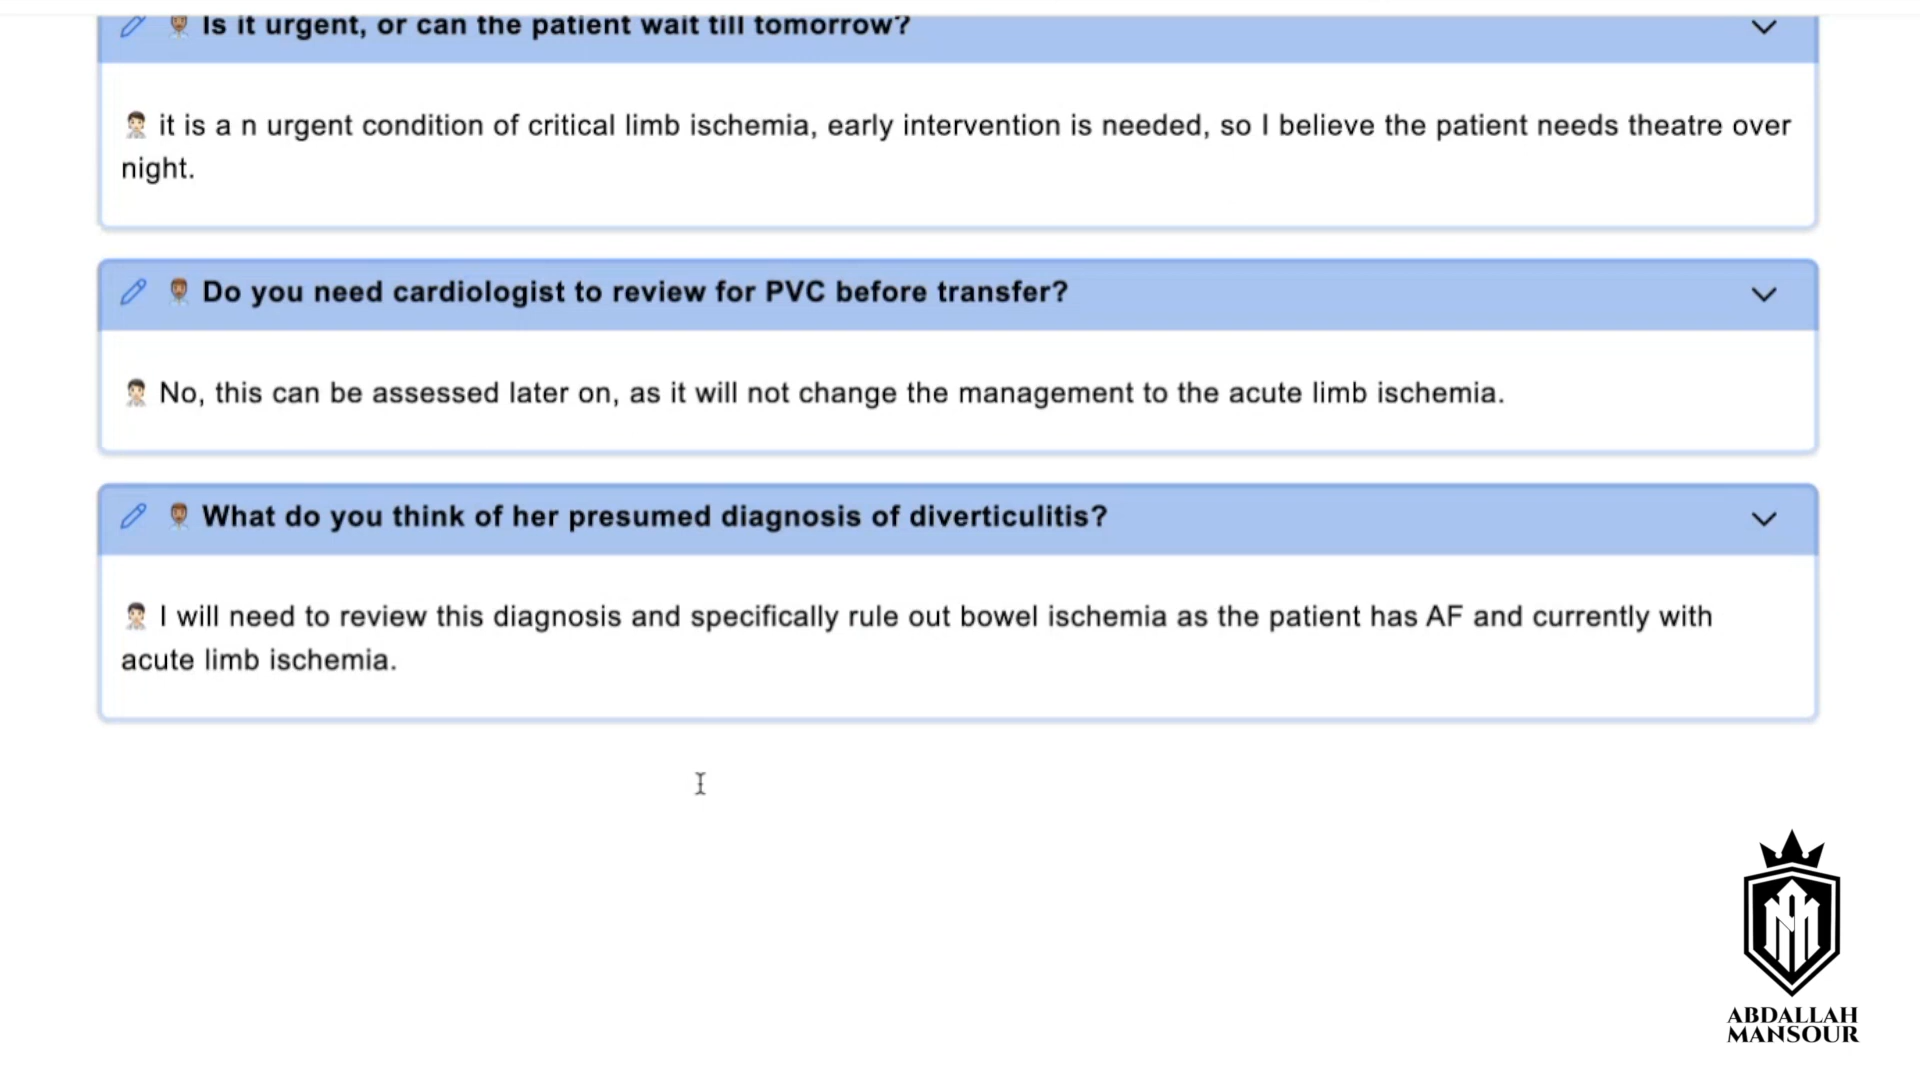 Is it urgent, or can the patient wait till tomorrow?
it is a n urgent condition of critical limb ischemia, early intervention is needed, so I believe the patient needs theatre over
night.
Do you need cardiologist to review for PVC before transfer?
No, this can be assessed later on, as it will not change the management to the acute limb ischemia.
What do you think of her presumed diagnosis of diverticulitis?
I will need to review this diagnosis and specifically rule out bowel ischemia as the patient has AF and currently with
acute limb ischemia.
ABDALLAH
MANSOUR